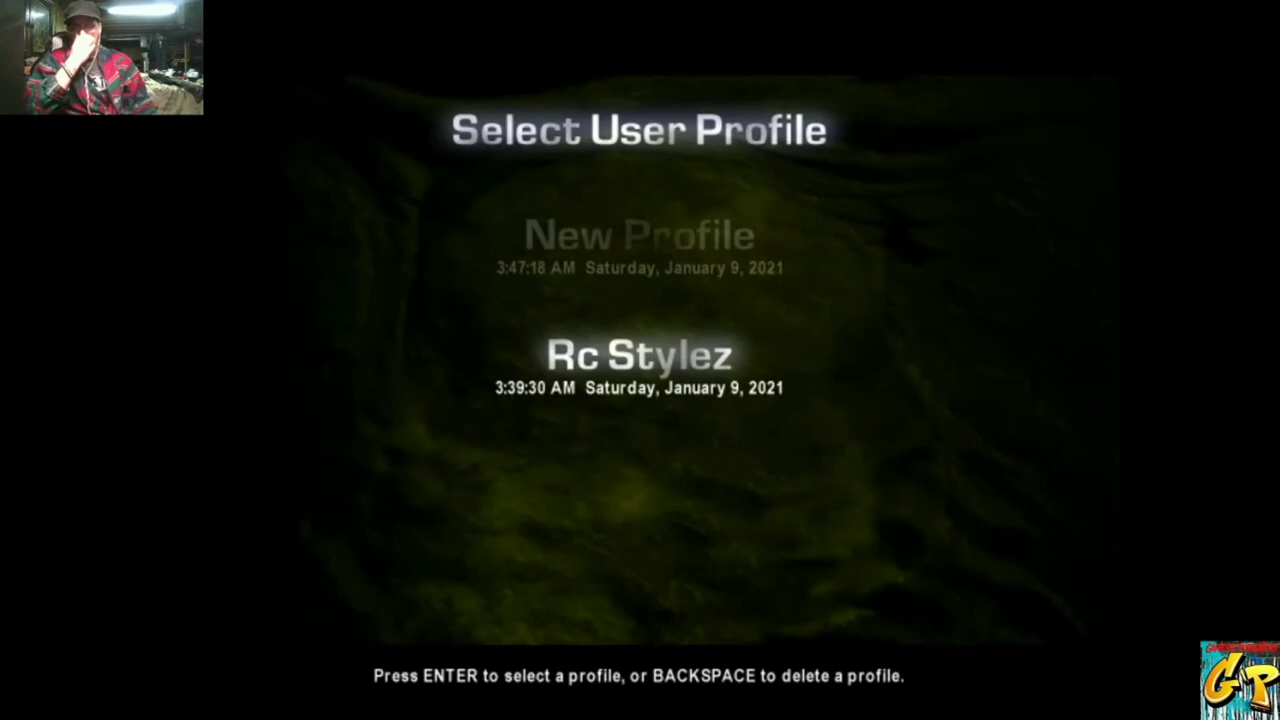 Select User Profile
New Profile
3:47:18 AM Saturday, January 9, 2021
Rc Stylez
3:39:30 AM Saturday, January 9, 2021
Press ENTER to select a profile, or BACKSPACE to delete a profile.
GP